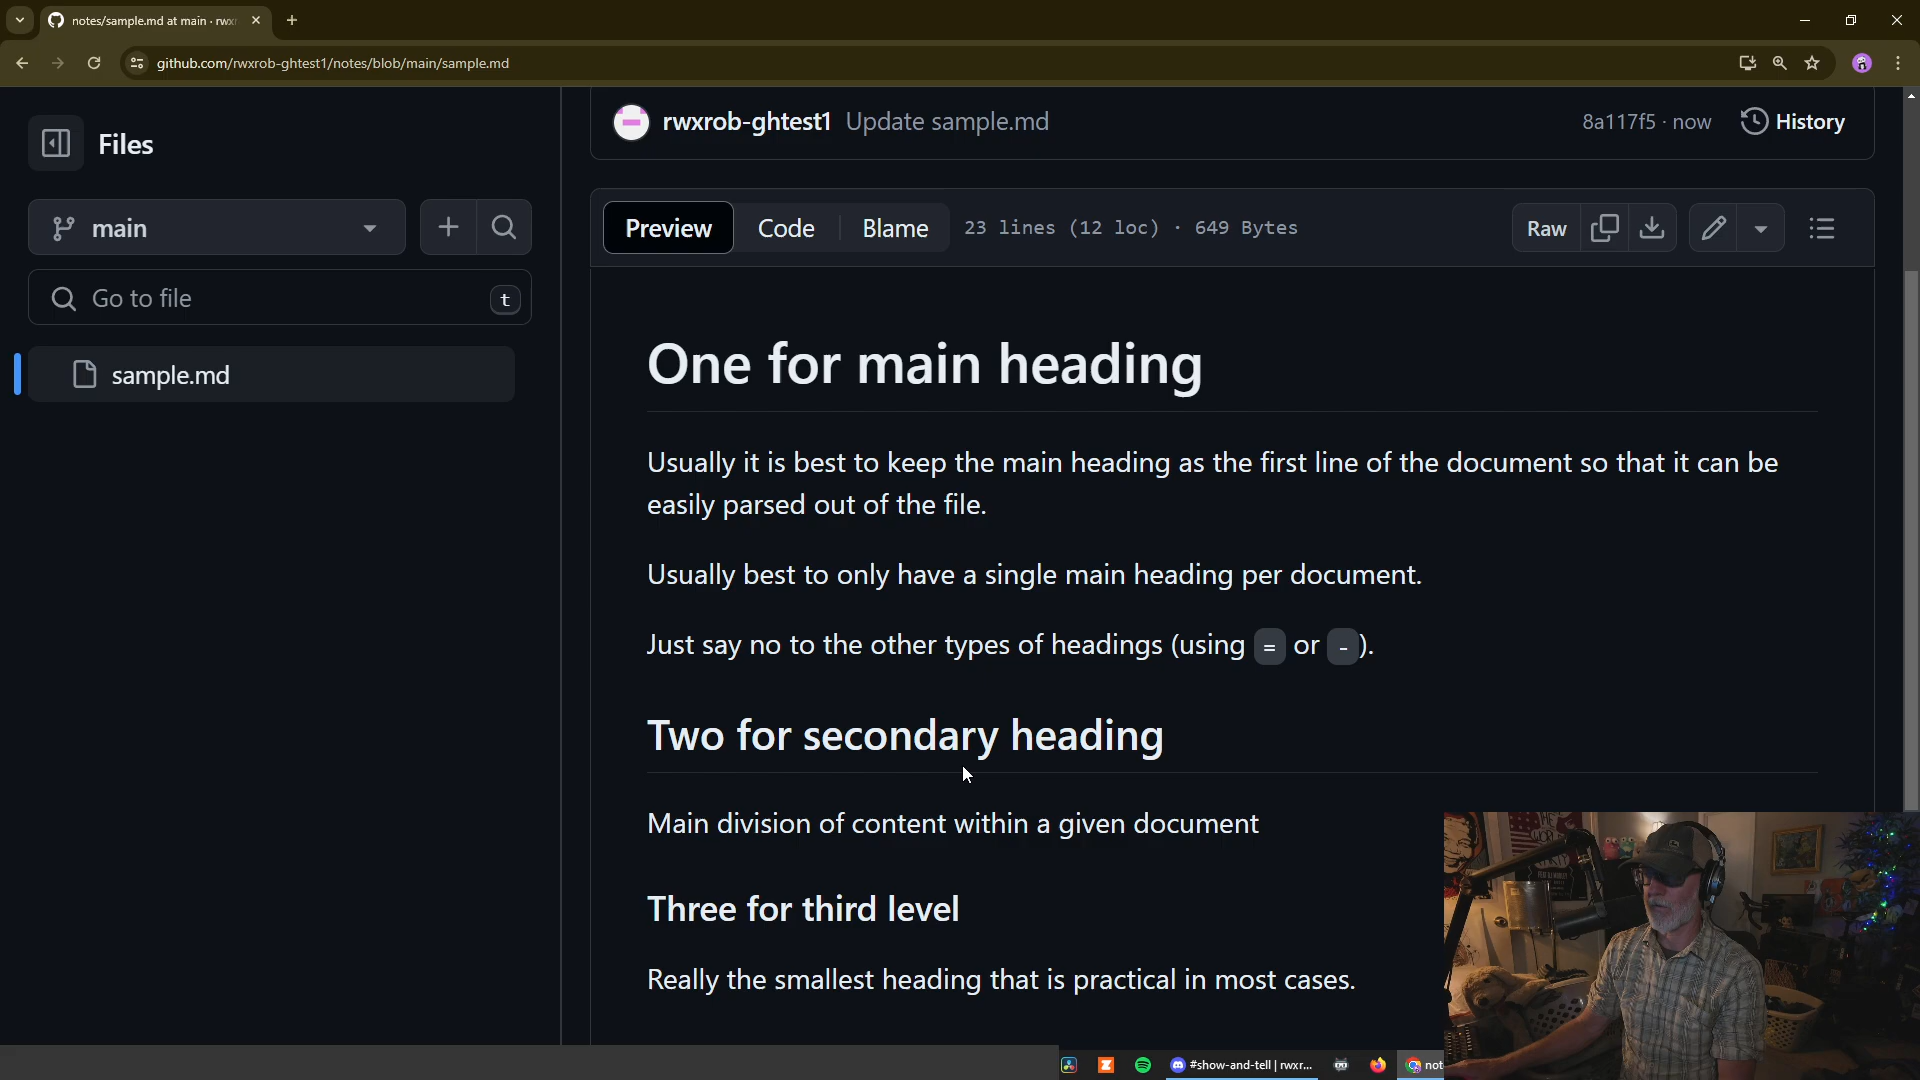 notes/sample.md at main · rwx
github.com/rwxrob-ghtest1/notes/blob/main/sample.md
Files
rwxrob-ghtest1 Update sample.md 8a117f5 · now History
main
Preview Code Blame 23 lines (12 loc) · 649 Bytes Raw
Go to file t
sample.md
One for main heading
Usually it is best to keep the main heading as the first line of the document so that it can be
easily parsed out of the file.
Usually best to only have a single main heading per document.
Just say no to the other types of headings (using = or -).
Two for secondary heading
Main division of content within a given document
Three for third level
Really the smallest heading that is practical in most cases.
#show-and-tell | rwxr... not